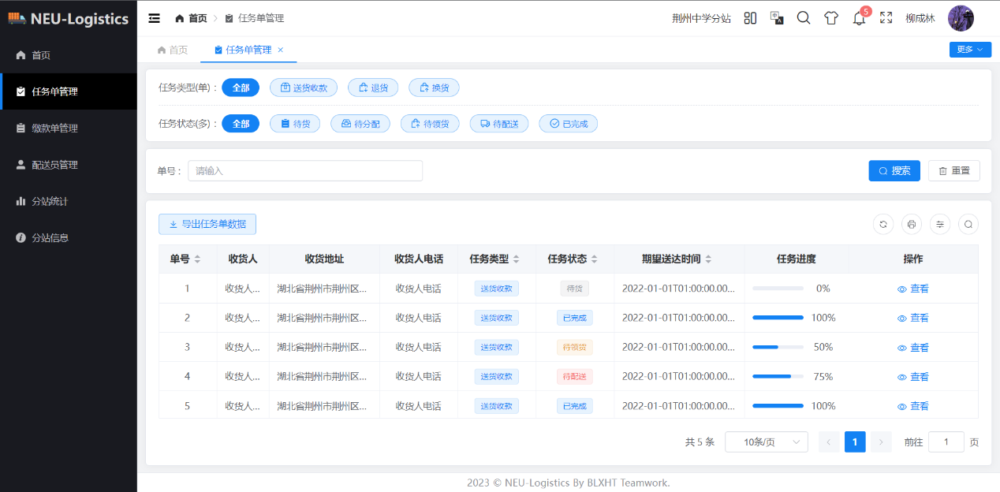 NEU-Logistics
首页
任务单管理
缴款单管理
配送员管理
分站统计
分站信息
首页 > 任务单管理
荆州中学分站 5 柳成林
首页 任务单管理 × 更多
任务类型(单)： 全部 送货收款 退货 换货
任务状态(多)： 全部 待货 待分配 待领货 待配送 已完成
单号： 请输入 搜索 重置
导出任务单数据
单号 收货人 收货地址 收货人电话 任务类型 任务状态 期望送达时间 任务进度 操作
1 收货人... 湖北省荆州市荆州区... 收货人电话 送货收款 待货 2022-01-01T01:00:00.00... 0% 查看
2 收货人... 湖北省荆州市荆州区... 收货人电话 送货收款 已完成 2022-01-01T01:00:00.00... 100% 查看
3 收货人... 湖北省荆州市荆州区... 收货人电话 送货收款 待领货 2022-01-01T01:00:00.00... 50% 查看
4 收货人... 湖北省荆州市荆州区... 收货人电话 送货收款 待配送 2022-01-01T01:00:00.00... 75% 查看
5 收货人... 湖北省荆州市荆州区... 收货人电话 送货收款 已完成 2022-01-01T01:00:00.00... 100% 查看
共 5 条 10条/页 < 1 > 前往 1 页
2023 © NEU-Logistics By BLXHT Teamwork.